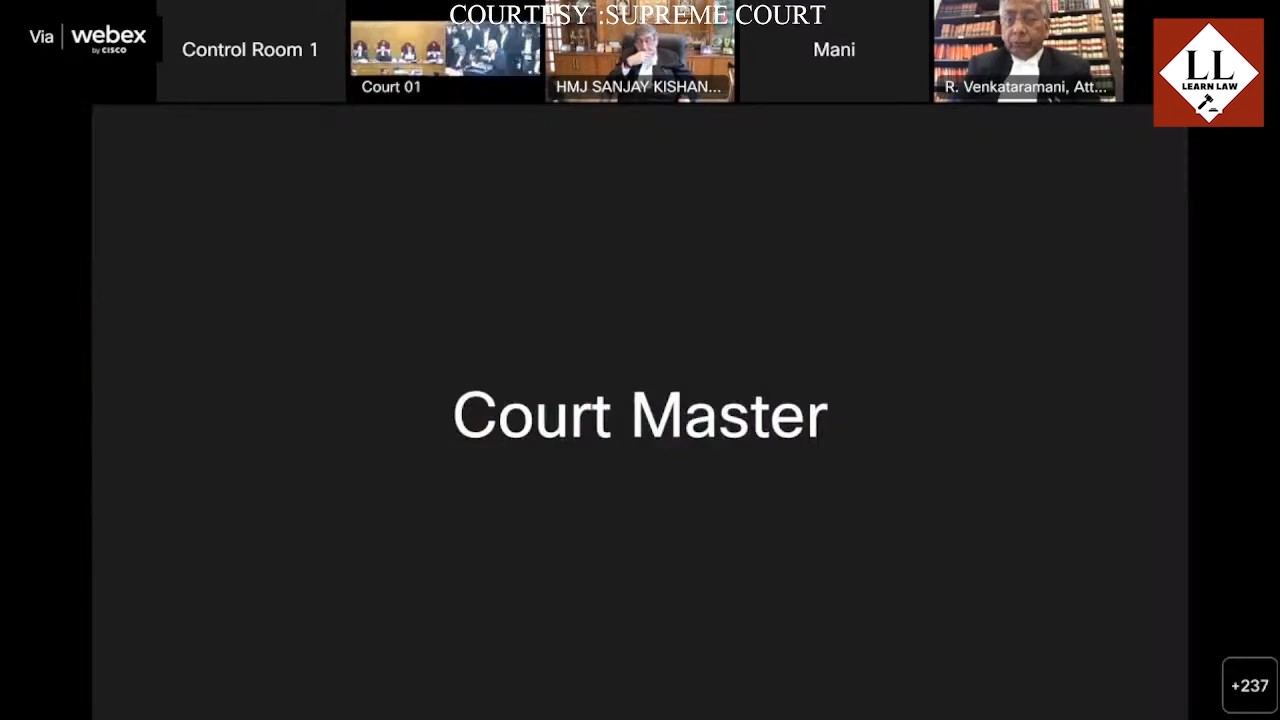 COURTESY :SUPREME COURT
Via webex
by CISCO
Control Room 1
Court 01
HMJ SANJAY KISHAN...
Mani
R. Venkataramani, Att...
LL
LEARN LAW
Court Master
+237